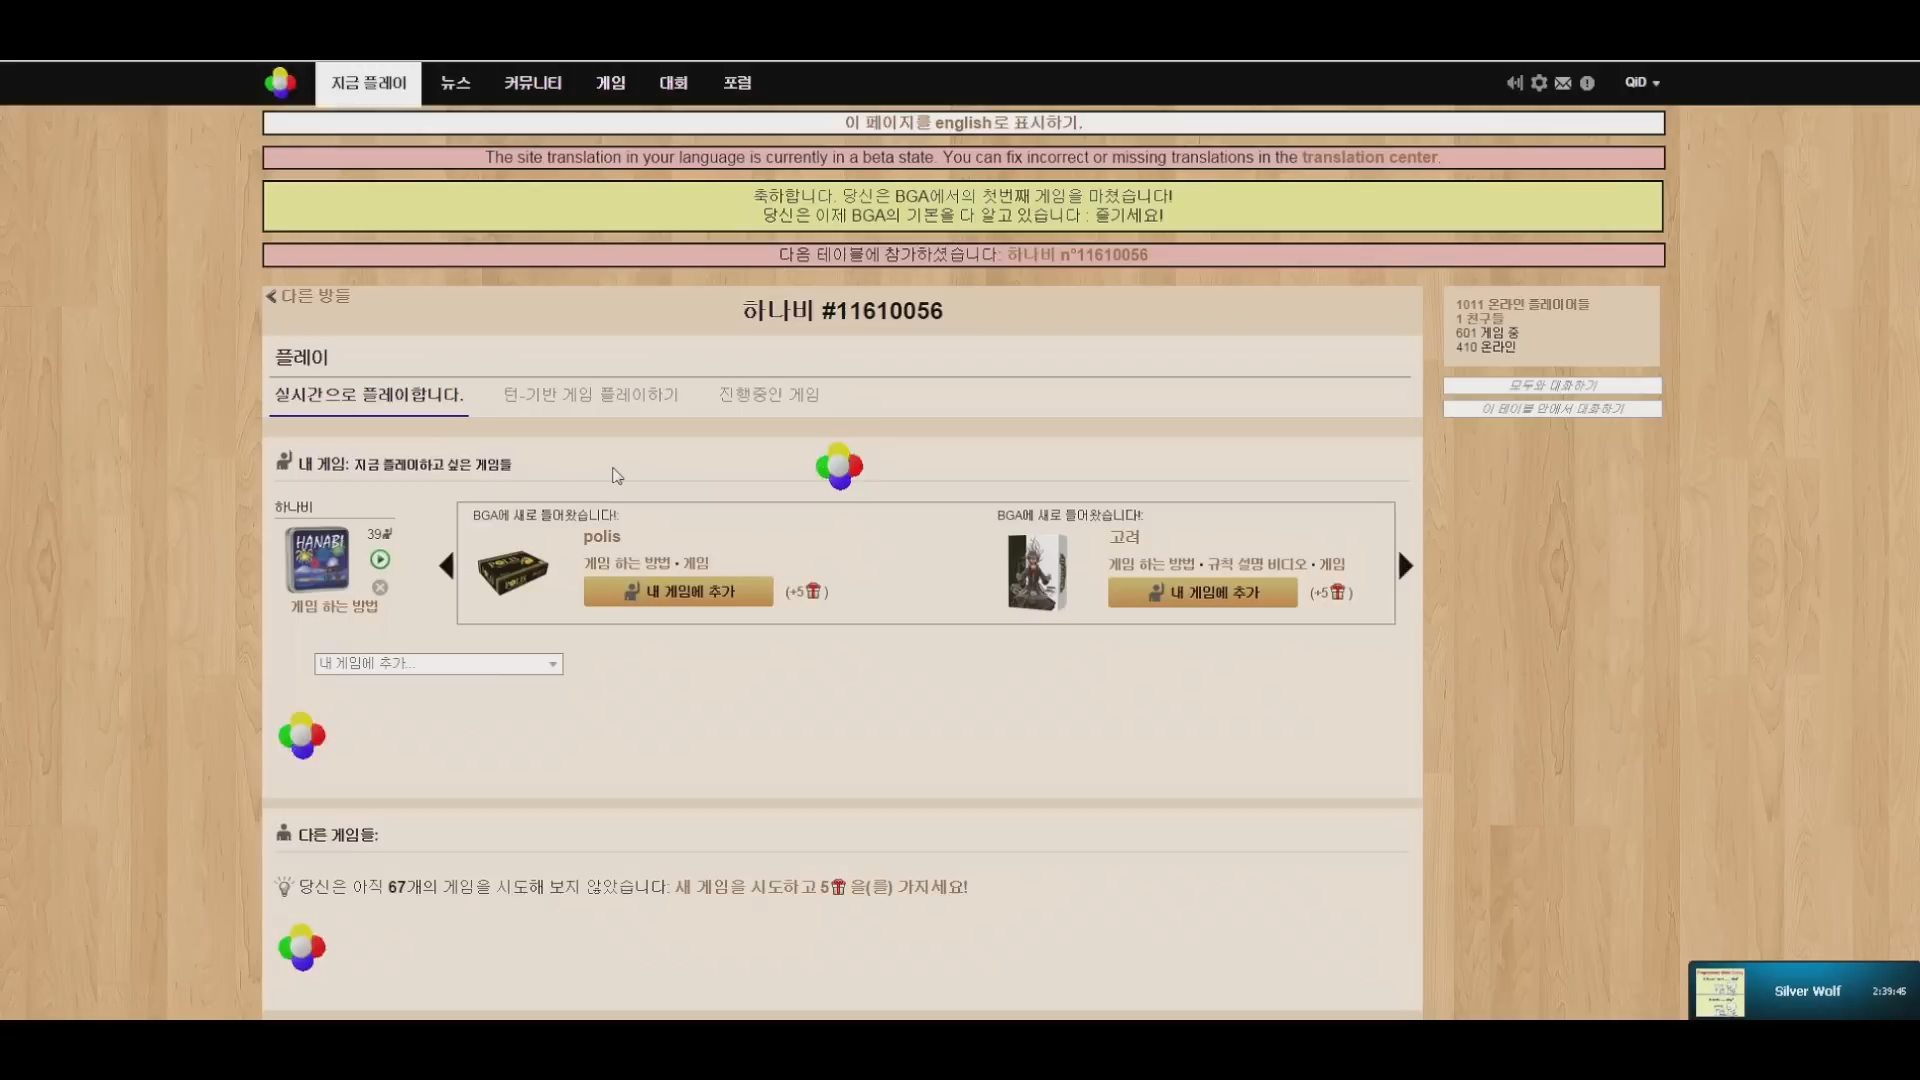 지금 플레이 뉴스 커뮤니티 게임 대회 포럼 QiD
이 페이지를 english로 표시하기.
The site translation in your language is currently in a beta state. You can fix incorrect or missing translations in the translation center.
축하합니다. 당신은 BGA에서의 첫번째 게임을 마쳤습니다!
당신은 이제 BGA의 기본을 다 알고 있습니다 : 즐기세요!
다음 테이블에 참가하셨습니다: 하나비 n°11610056
다른 방들
하나비 #11610056
1011 온라인 플레이어들
1 친구들
601 게임 중
410 온라인
모두와 대화하기
이 테이블 안에서 대화하기
플레이
실시간으로 플레이합니다. 턴-기반 게임 플레이하기 진행중인 게임
내 게임: 지금 플레이하고 싶은 게임들
하나비
HANABI
39
게임 하는 방법
BGA에 새로 들어왔습니다!:
polis
게임 하는 방법 • 게임
내 게임에 추가 (+5 )
POLIS
BGA에 새로 들어왔습니다!:
고려
게임 하는 방법 • 규칙 설명 비디오 • 게임
내 게임에 추가 (+5 )
내 게임에 추가...
다른 게임들:
당신은 아직 67개의 게임을 시도해 보지 않았습니다: 새 게임을 시도하고 5 을(를) 가지세요!
Silver Wolf 2:39:45